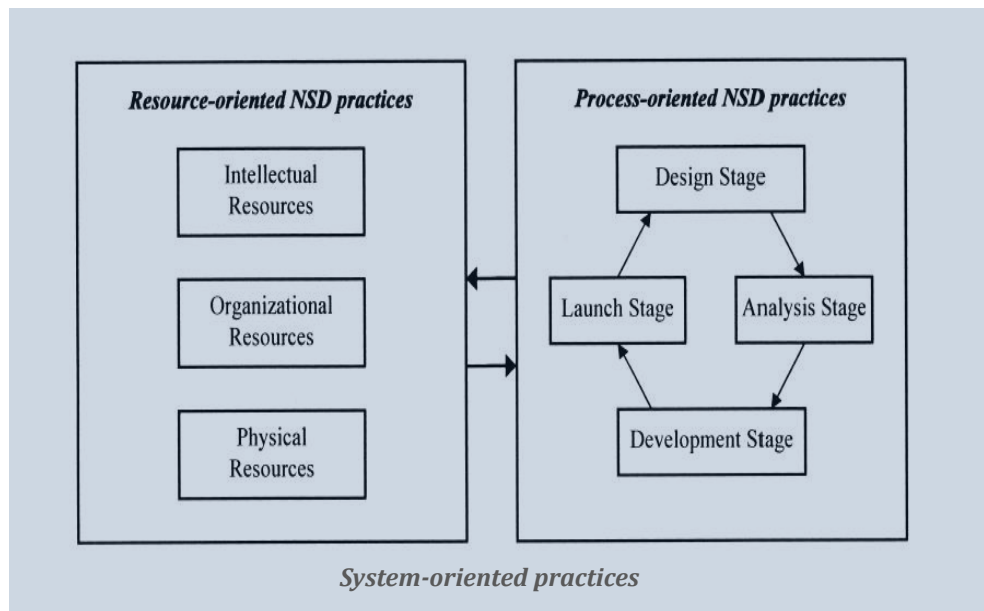 Resource-oriented NSD practices
Intellectual
Resources
Organizational
Resources
Physical
Resources
Process-oriented NSD practices
Design Stage
Launch Stage
Analysis Stage
Development Stage
System-oriented practices